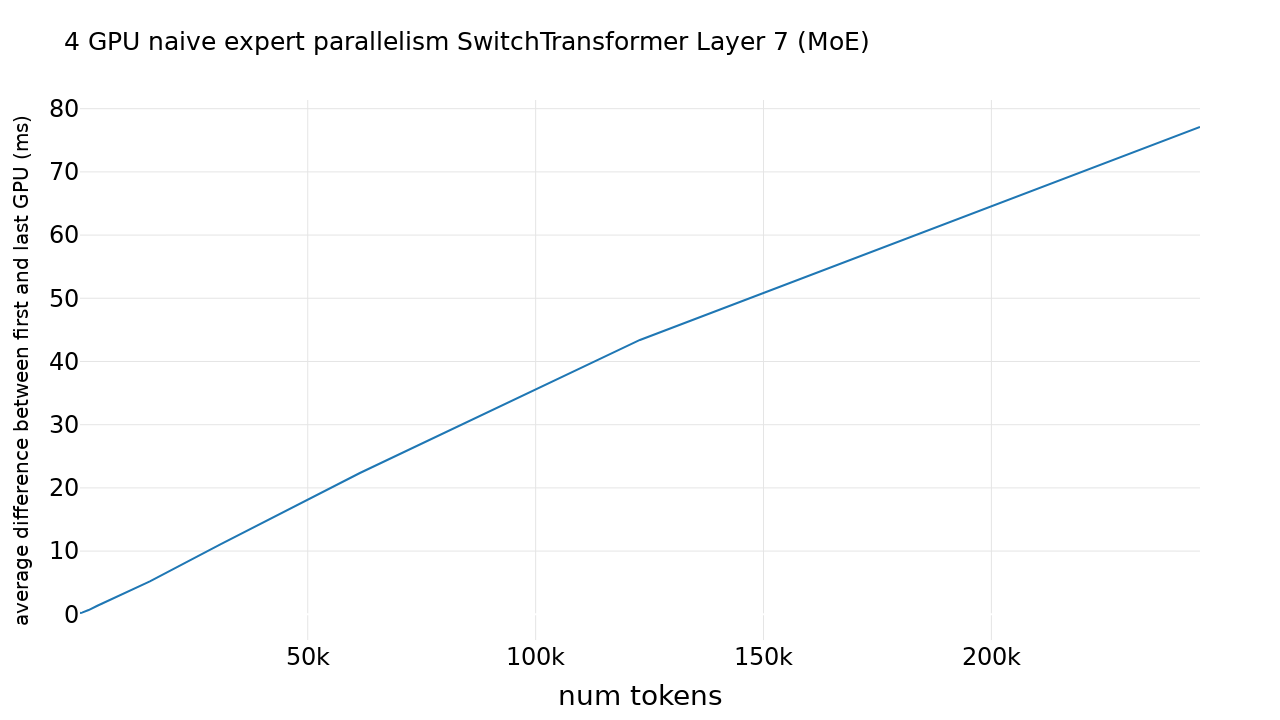 4 GPU naive expert parallelism SwitchTransformer Layer 7 (MoE)
average difference between first and last GPU (ms)
80
70
60
50
40
30
20
10
0
50k
100k
150k
200k
num tokens